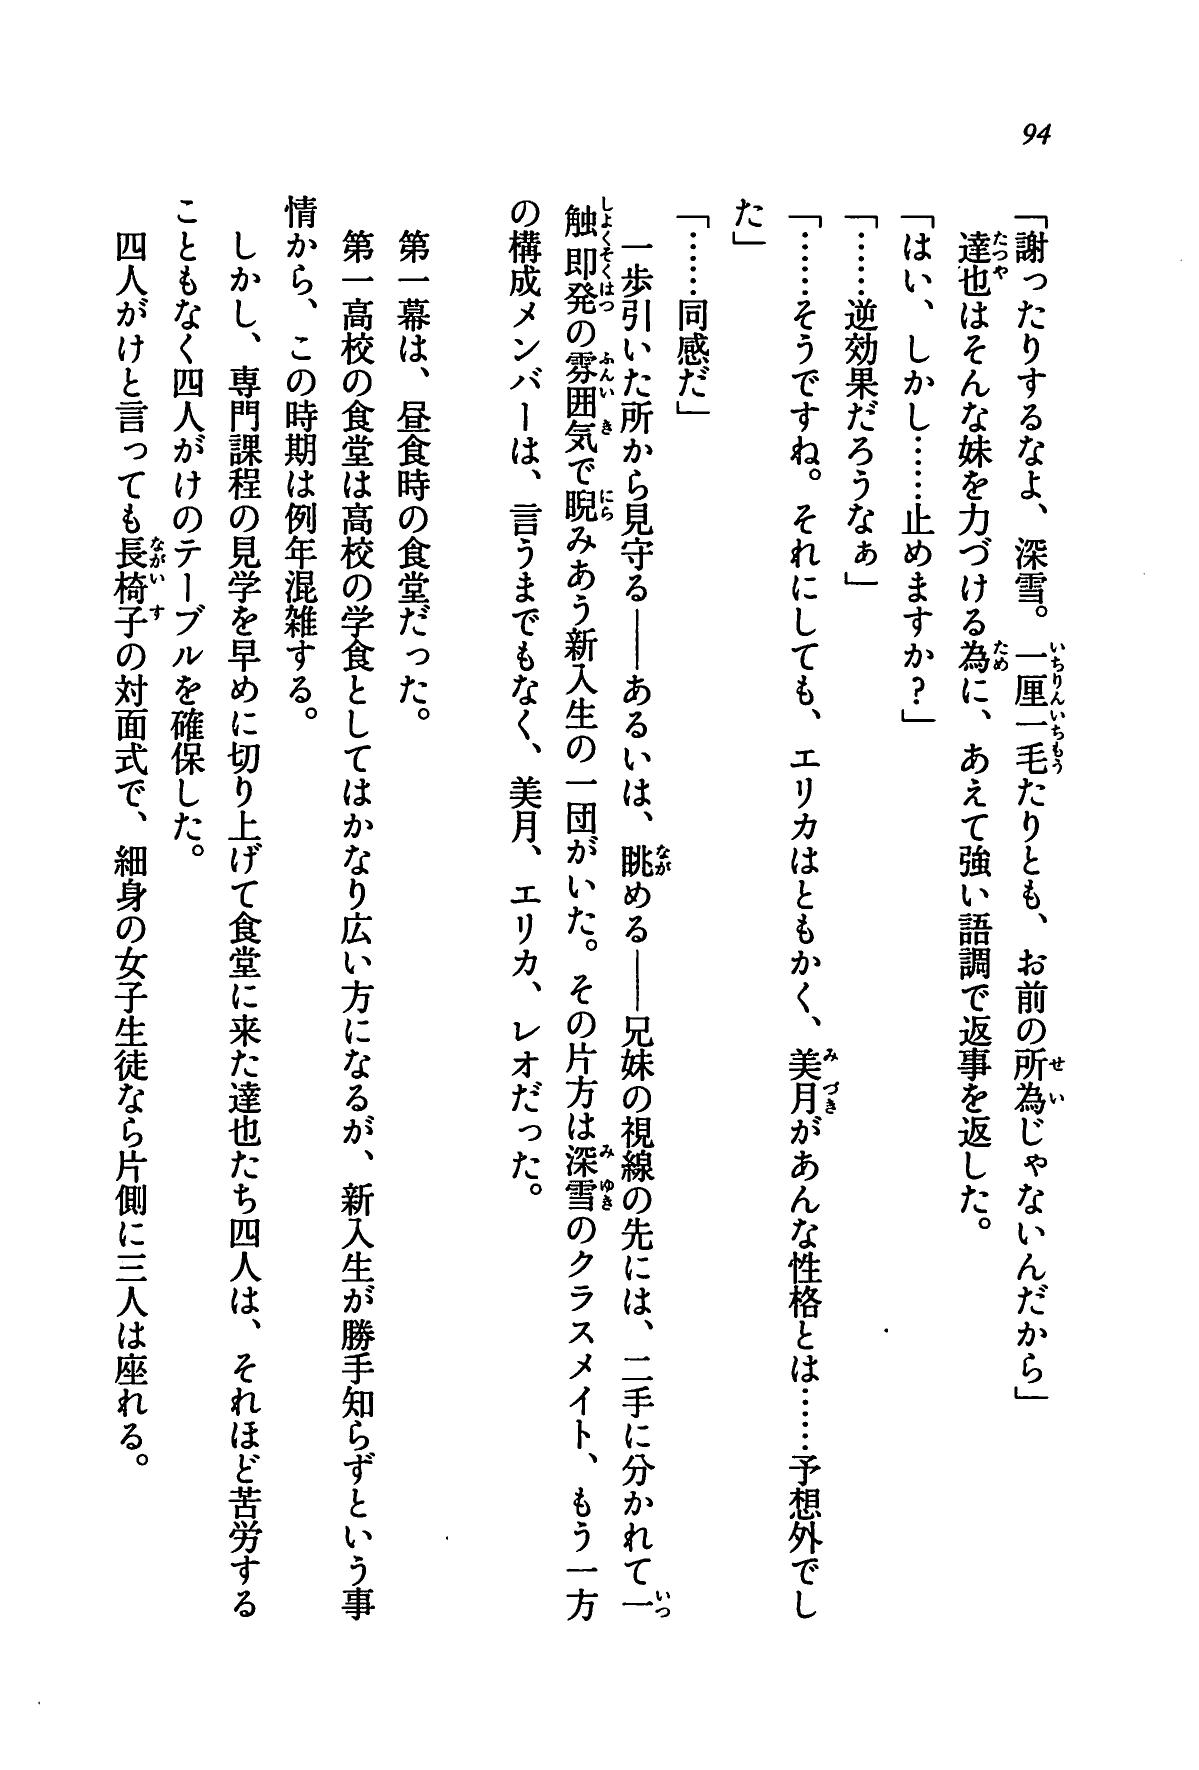 94
「謝ったりするなよ、深雪。一厘一毛たりとも、お前の所為じゃないんだから」
達也はそんな妹を力づける為に、あえて強い語調で返事を返した。
「はい、しかし……止めますか？」
「……逆効果だろうなぁ」
「……そうですね。それにしても、エリカはともかく、美月があんな性格とは……予想外でし
た」
「……同感だ」
一歩引いた所から見守る――あるいは、眺める――兄妹の視線の先には、二手に分かれて一
触即発の雰囲気で睨みあう新入生の一団がいた。その片方は深雪のクラスメイト、もう一方
の構成メンバーは、言うまでもなく、美月、エリカ、レオだった。
第一幕は、昼食時の食堂だった。
第一高校の食堂は高校の学食としてはかなり広い方になるが、新入生が勝手知らずという事
情から、この時期は例年混雑する。
しかし、専門課程の見学を早めに切り上げて食堂に来た達也たち四人は、それほど苦労する
こともなく四人がけのテーブルを確保した。
四人がけと言っても長椅子の対面式で、細身の女子生徒なら片側に三人は座れる。